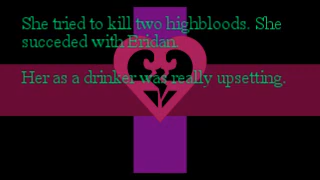 She tried to kill two highbloods. She
succeded with Eridan.
Her as a drinker was really upsetting.